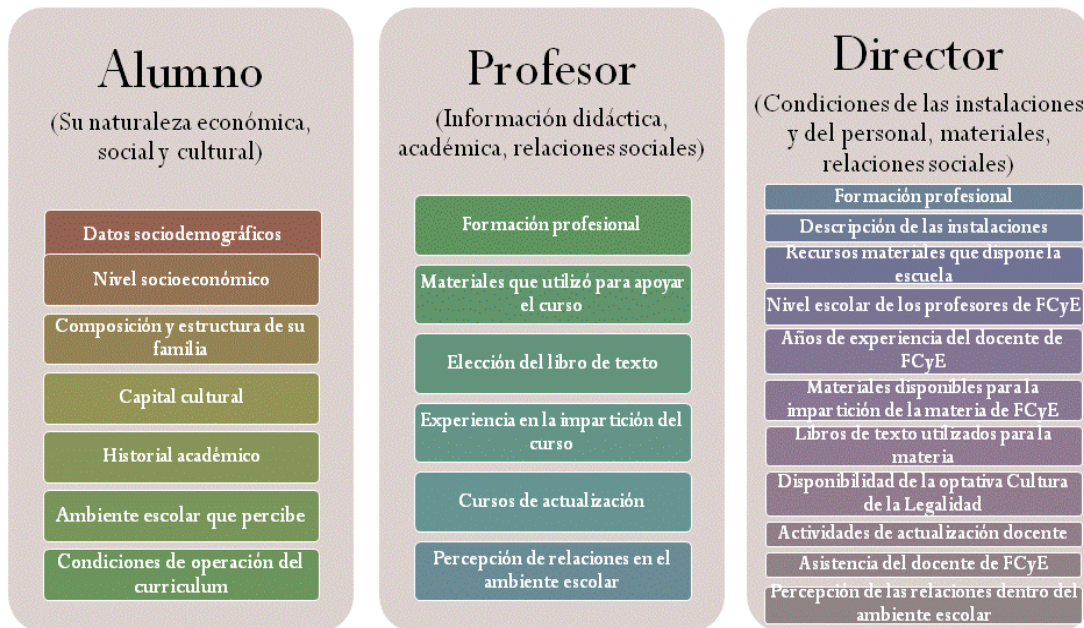 Alumno
(Su naturaleza económica,
social y cultural)
Datos sociodemográficos
Nivel socioeconómico
Composición y estructura de su
familia
Capital cultural
Historial académico
Ambiente escolar que percibe
Condiciones de operación del
curriculum
Profesor
(Información didáctica,
académica, relaciones sociales)
Formación profesional
Materiales que utilizó para apoyar
el curso
Elección del libro de texto
Experiencia en la impartición del
curso
Cursos de actualización
Percepción de relaciones en el
ambiente escolar
Director
(Condiciones de las instalaciones
y del personal, materiales,
relaciones sociales)
Formación profesional
Descripción de las instalaciones
Recursos materiales que dispone la
escuela
Nivel escolar de los profesores de FCyE
Años de experiencia del docente de
FCyE
Materiales disponibles para la
impartición de la materia de FCyE
Libros de texto utilizados para la
materia
Disponibilidad de la optativa Cultura
de la Legalidad
Actividades de actualización docente
Asistencia del docente de FCyE
Percepción de las relaciones dentro del
ambiente escolar